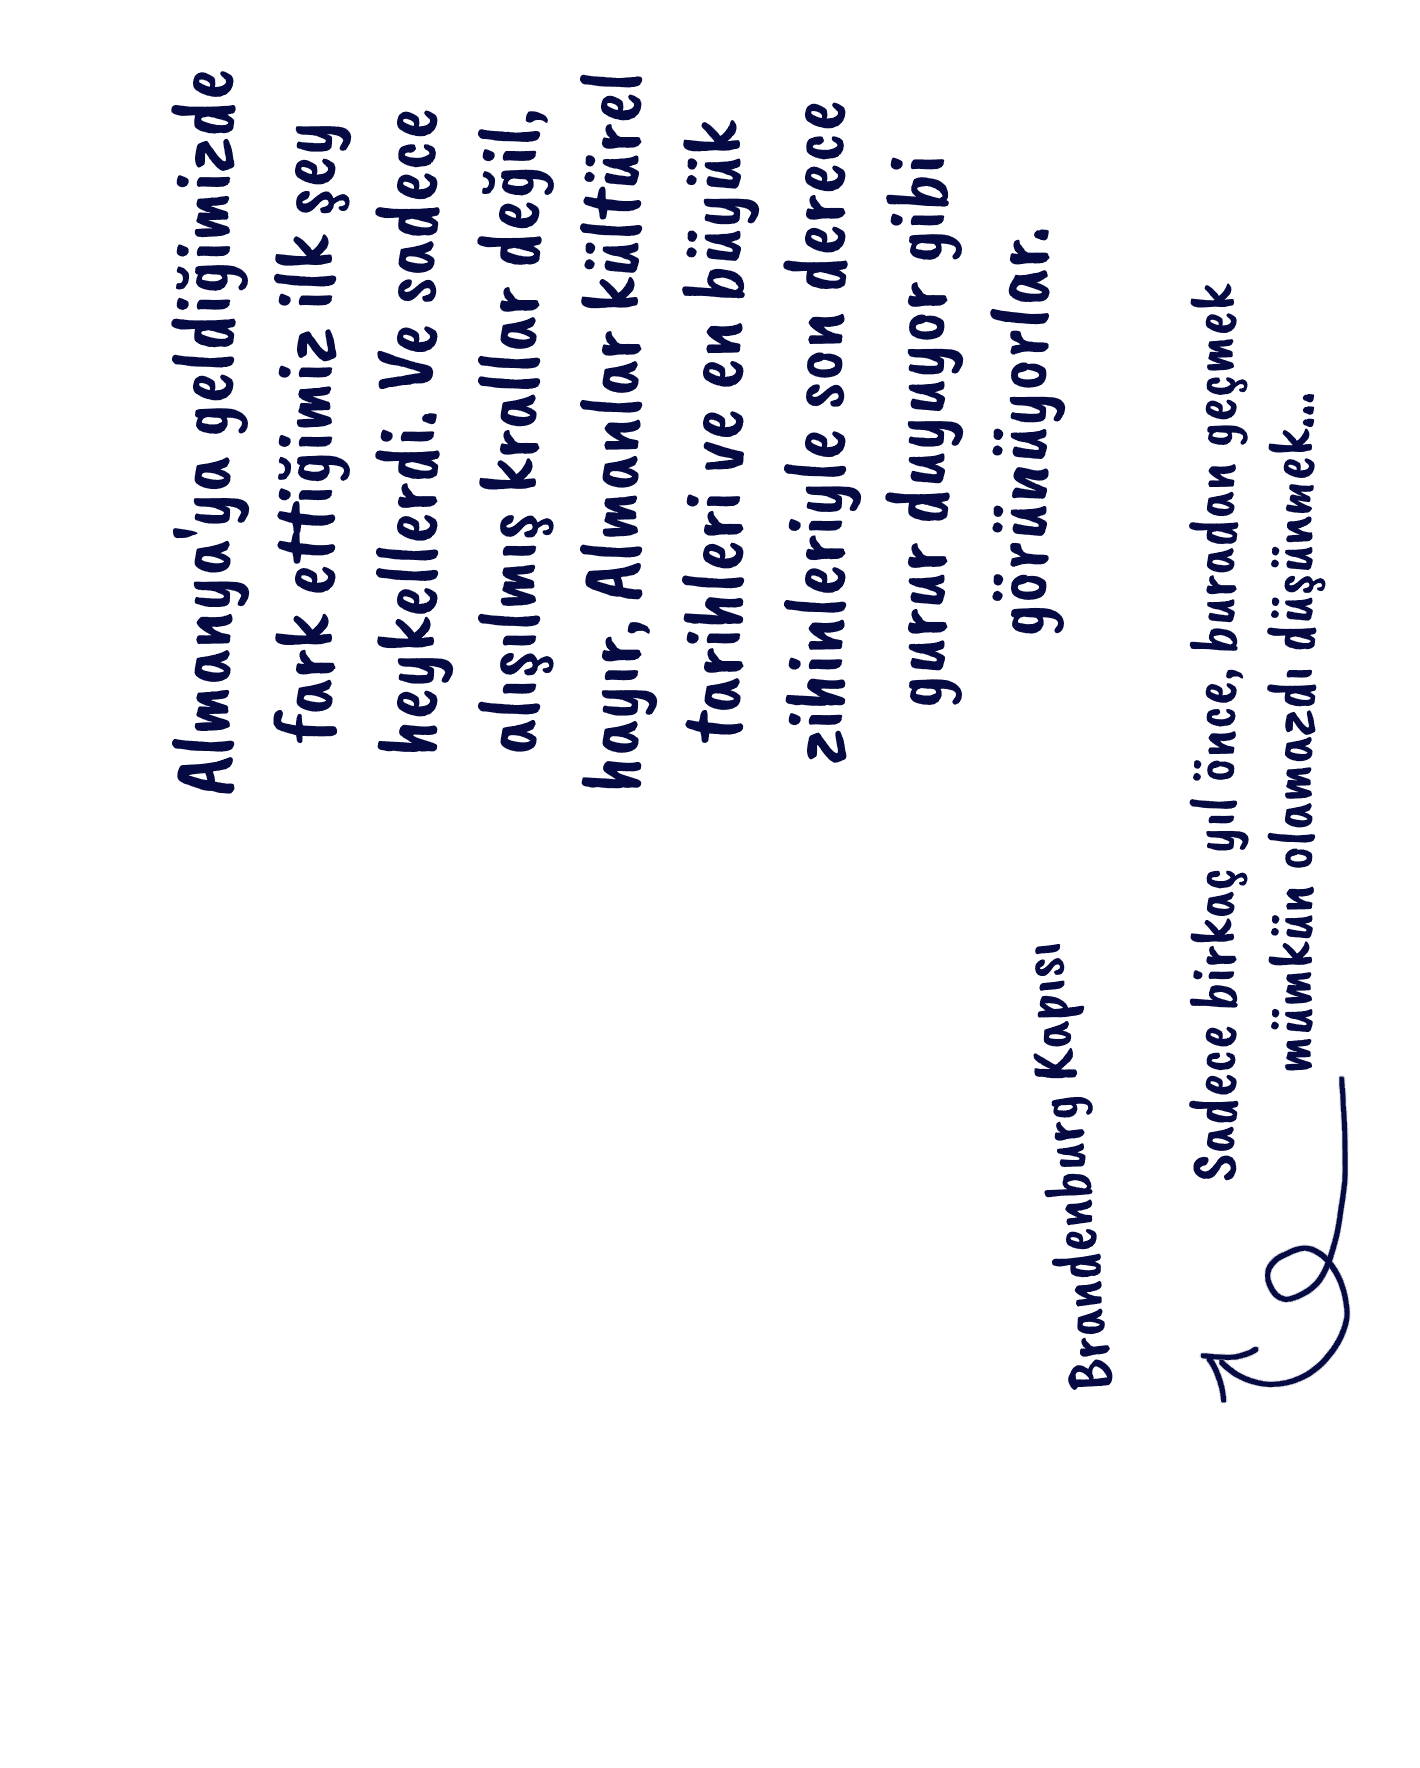 Almanya'ya geldiğimizde
fark ettiğimiz ilk şey
heykellerdi. Ve sadece
alışılmış krallar değil,
hayır, Almanlar kültürel
tarihleri ve en büyük
zihinleriyle son derece
gurur duyuyor gibi
görünüyorlar.
Brandenburg Kapısı
Sadece birkaç yıl önce, buradan geçmek
mümkün olamazdı düşünmek...